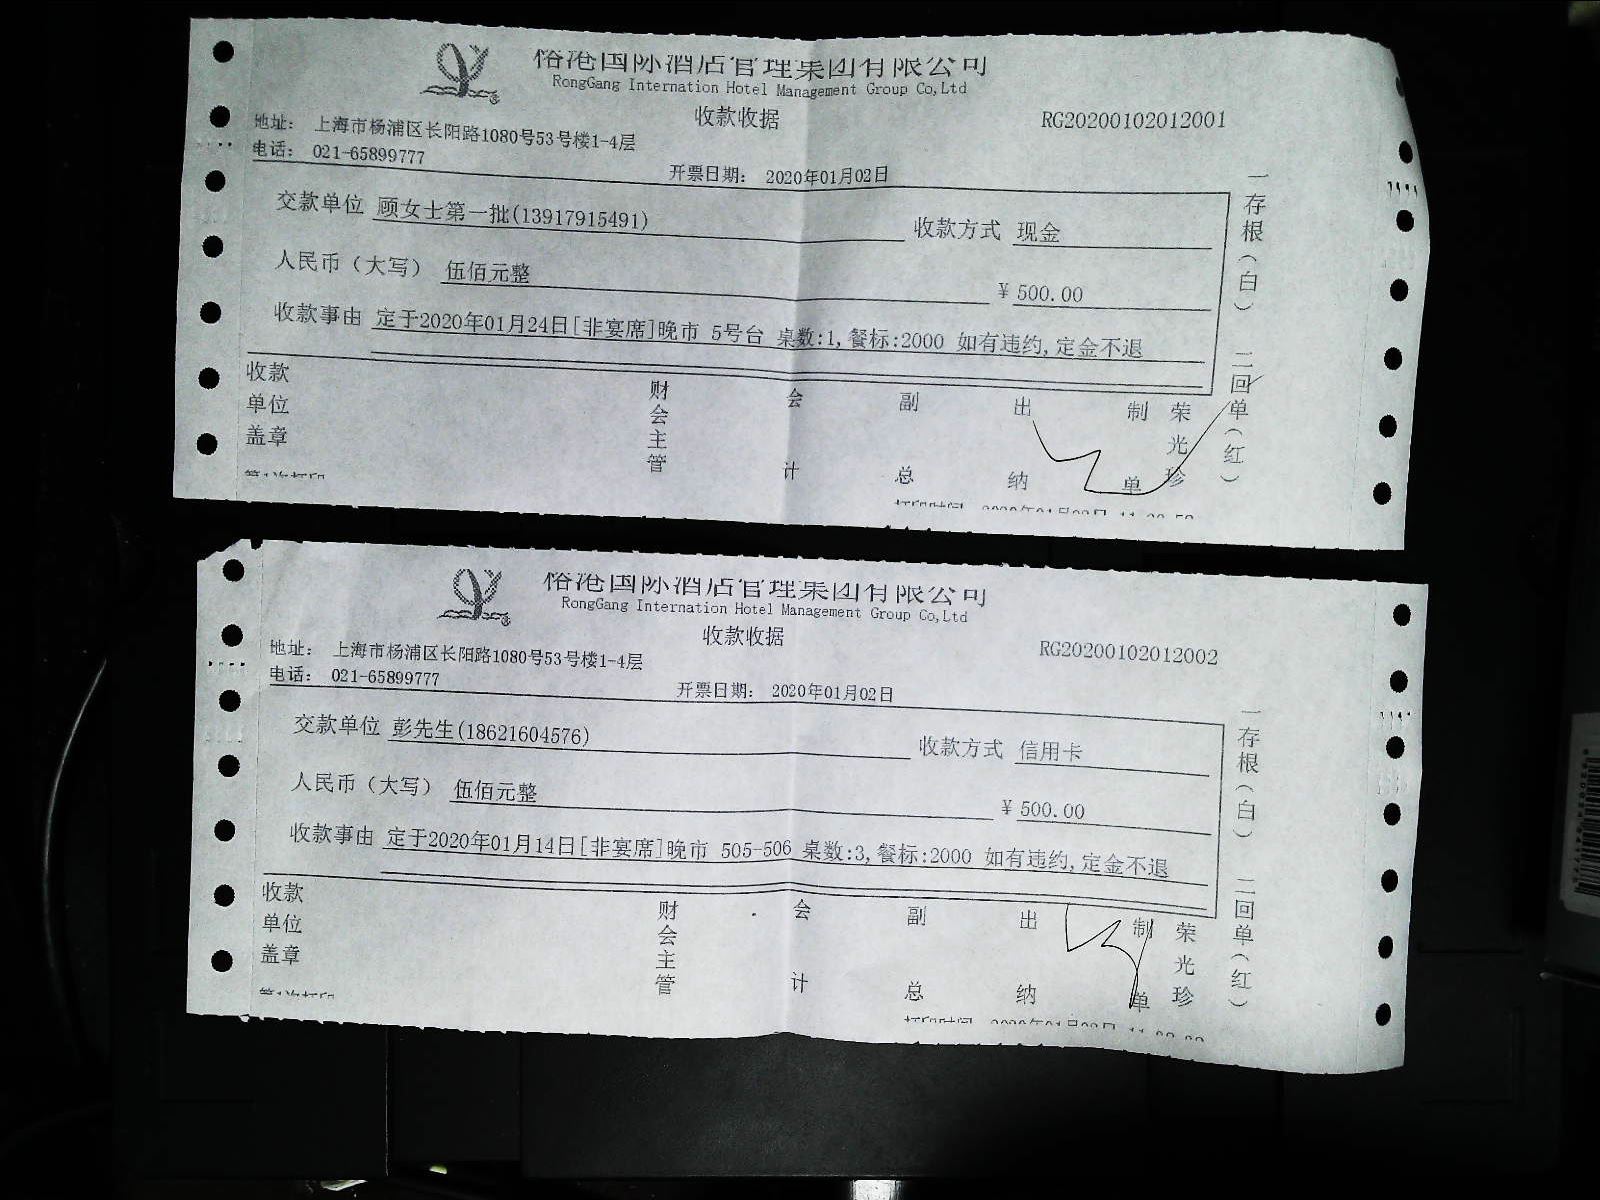 榕港国际酒店管理集团有限公司
RongGang Internation Hotel Management Group Co,Ltd
收款收据
RG20200102012001
地址： 上海市杨浦区长阳路1080号53号楼1-4层
电话： 021-65899777
开票日期： 2020年01月02日
交款单位 顾女士第一批(13917915491) 收款方式 现金
人民币（大写） 伍佰元整 ￥500.00
收款事由 定于2020年01月24日[非宴席]晚市 5号台 桌数:1,餐标:2000 如有违约,定金不退
一存根（白） 二回单（红）
收款单位盖章 财会主管 会计 副总 出纳 制单 荣光珍
第1次打印
榕港国际酒店管理集团有限公司
RongGang Internation Hotel Management Group Co,Ltd
收款收据
RG20200102012002
地址： 上海市杨浦区长阳路1080号53号楼1-4层
电话： 021-65899777
开票日期： 2020年01月02日
交款单位 彭先生(18621604576) 收款方式 信用卡
人民币（大写） 伍佰元整 ￥500.00
收款事由 定于2020年01月14日[非宴席]晚市 505-506 桌数:3,餐标:2000 如有违约,定金不退
一存根（白） 二回单（红）
收款单位盖章 财会主管 会计 副总 出纳 制单 荣光珍
第1次打印